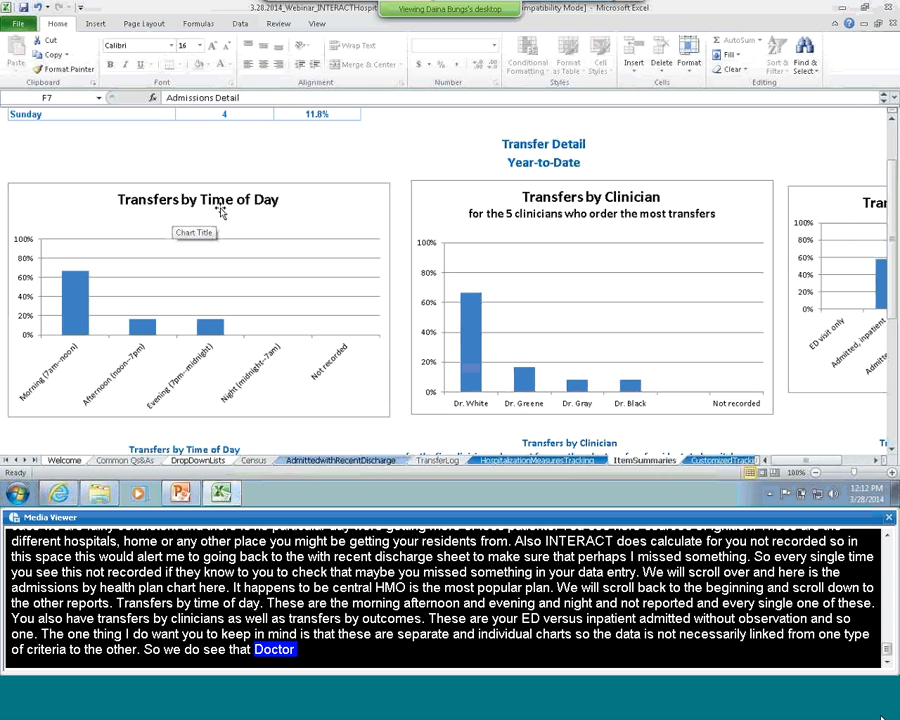 Viewing Daina Bungs's desktop
3.28.2014_Webinar_INTERACTHospit
ompatibility Mode] - Microsoft Excel
File Home Insert Page Layout Formulas Data Review View
Cut
Copy
Format Painter
Paste
Clipboard
Calibri 16
B I U
Font
Wrap Text
Merge & Center
Alignment
$ % ,
Number
Conditional Formatting
Format as Table
Cell Styles
Styles
Insert Delete Format
Cells
AutoSum
Fill
Clear
Sort & Filter
Find & Select
Editing
F7 fx Admissions Detail
Sunday 4 11.8%
Transfer Detail
Year-to-Date
Transfers by Time of Day
Chart Title
100%
80%
60%
40%
20%
0%
Morning (7am--noon)
Afternoon (noon--7pm)
Evening (7pm--midnight)
Night (midnight--7am)
Not recorded
Transfers by Clinician
for the 5 clinicians who order the most transfers
100%
80%
60%
40%
20%
0%
Dr. White Dr. Greene Dr. Gray Dr. Black Not recorded
Tra
100%
80%
60%
40%
20%
0%
ED visit only
Admitted, inpatient
Transfers by Time of Day
Transfers by Clinician
Welcome Common Qs&As DropDownLists Census AdmittedwithRecentDischarge TransferLog HospitalizationMeasuresTracking ItemSummaries CustomizedTracki
Ready
100%
12:12 PM
3/28/2014
Media Viewer
different hospitals, home or any other place you might be getting your residents from. Also INTERACT does calculate for you not recorded so in
this space this would alert me to going back to the with recent discharge sheet to make sure that perhaps I missed something. So every single time
you see this not recorded if they know to you to check that maybe you missed something in your data entry. We will scroll over and here is the
admissions by health plan chart here. It happens to be central HMO is the most popular plan. We will scroll back to the beginning and scroll down to
the other reports. Transfers by time of day. These are the morning afternoon and evening and night and not reported and every single one of these.
You also have transfers by clinicians as well as transfers by outcomes. These are your ED versus inpatient admitted without observation and so
one. The one thing I do want you to keep in mind is that these are separate and individual charts so the data is not necessarily linked from one type
of criteria to the other. So we do see that Doctor